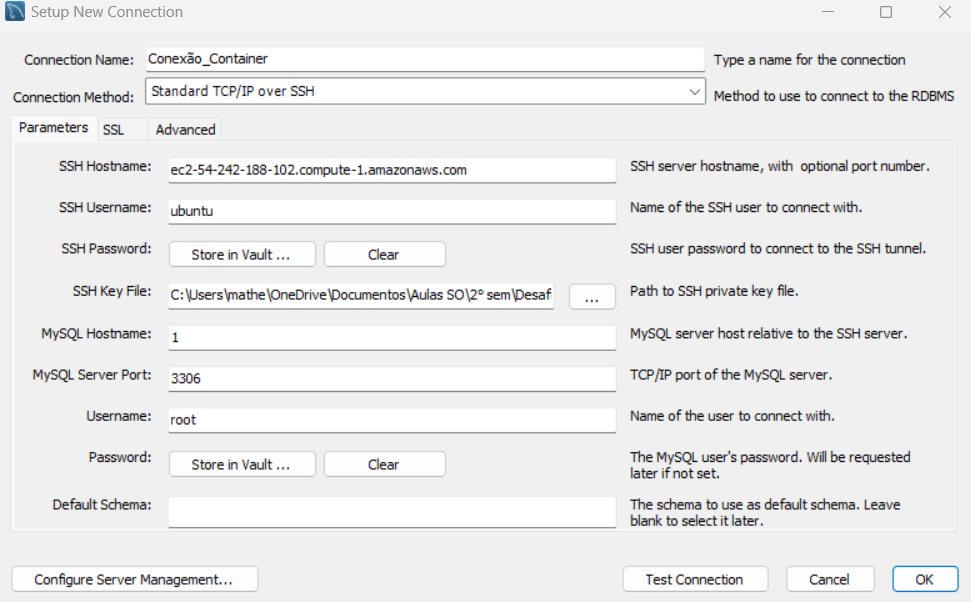 Setup New Connection
Connection Name: Conexão_Container Type a name for the connection
Connection Method: Standard TCP/IP over SSH Method to use to connect to the RDBMS
Parameters SSL Advanced
SSH Hostname: ec2-54-242-188-102.compute-1.amazonaws.com SSH server hostname, with optional port number.
SSH Username: ubuntu Name of the SSH user to connect with.
SSH Password: Store in Vault ... Clear SSH user password to connect to the SSH tunnel.
SSH Key File: C:\Users\mathe\OneDrive\Documentos\Aulas SO\2º sem\Desaf ... Path to SSH private key file.
MySQL Hostname: 1 MySQL server host relative to the SSH server.
MySQL Server Port: 3306 TCP/IP port of the MySQL server.
Username: root Name of the user to connect with.
Password: Store in Vault ... Clear The MySQL user's password. Will be requested
later if not set.
Default Schema: The schema to use as default schema. Leave
blank to select it later.
Configure Server Management... Test Connection Cancel OK